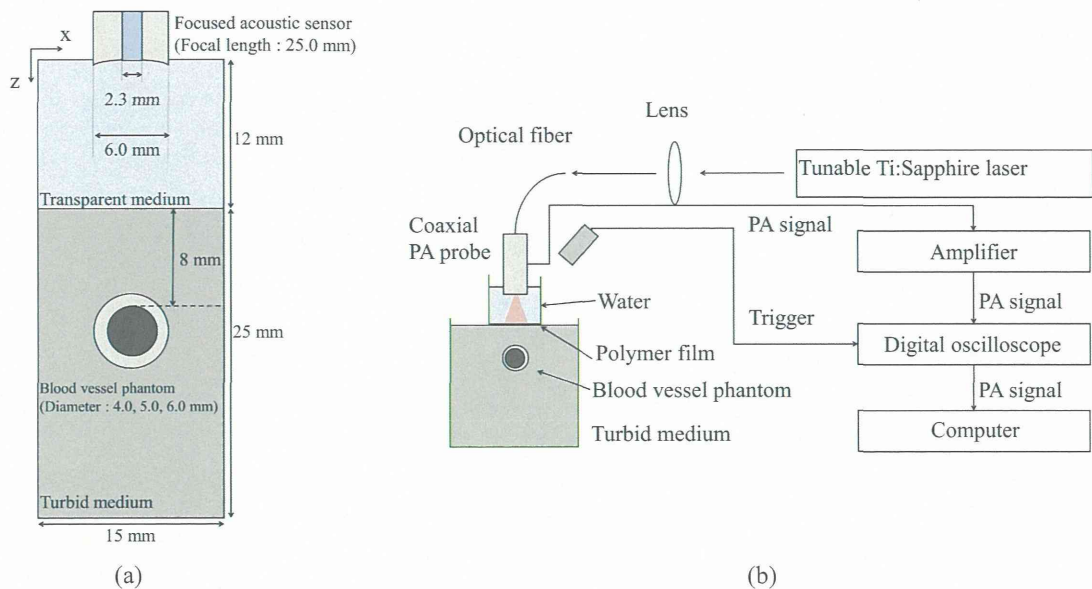 Focused acoustic sensor
(Focal length : 25.0 mm)
x
z
2.3 mm
6.0 mm
12 mm
Transparent medium
8 mm
25 mm
Blood vessel phantom
(Diameter : 4.0, 5.0, 6.0 mm)
Turbid medium
15 mm
(a)
Lens
Optical fiber
Tunable Ti:Sapphire laser
Coaxial
PA probe
PA signal
Amplifier
Water
PA signal
Trigger
Digital oscilloscope
Polymer film
Blood vessel phantom
PA signal
Turbid medium
Computer
(b)